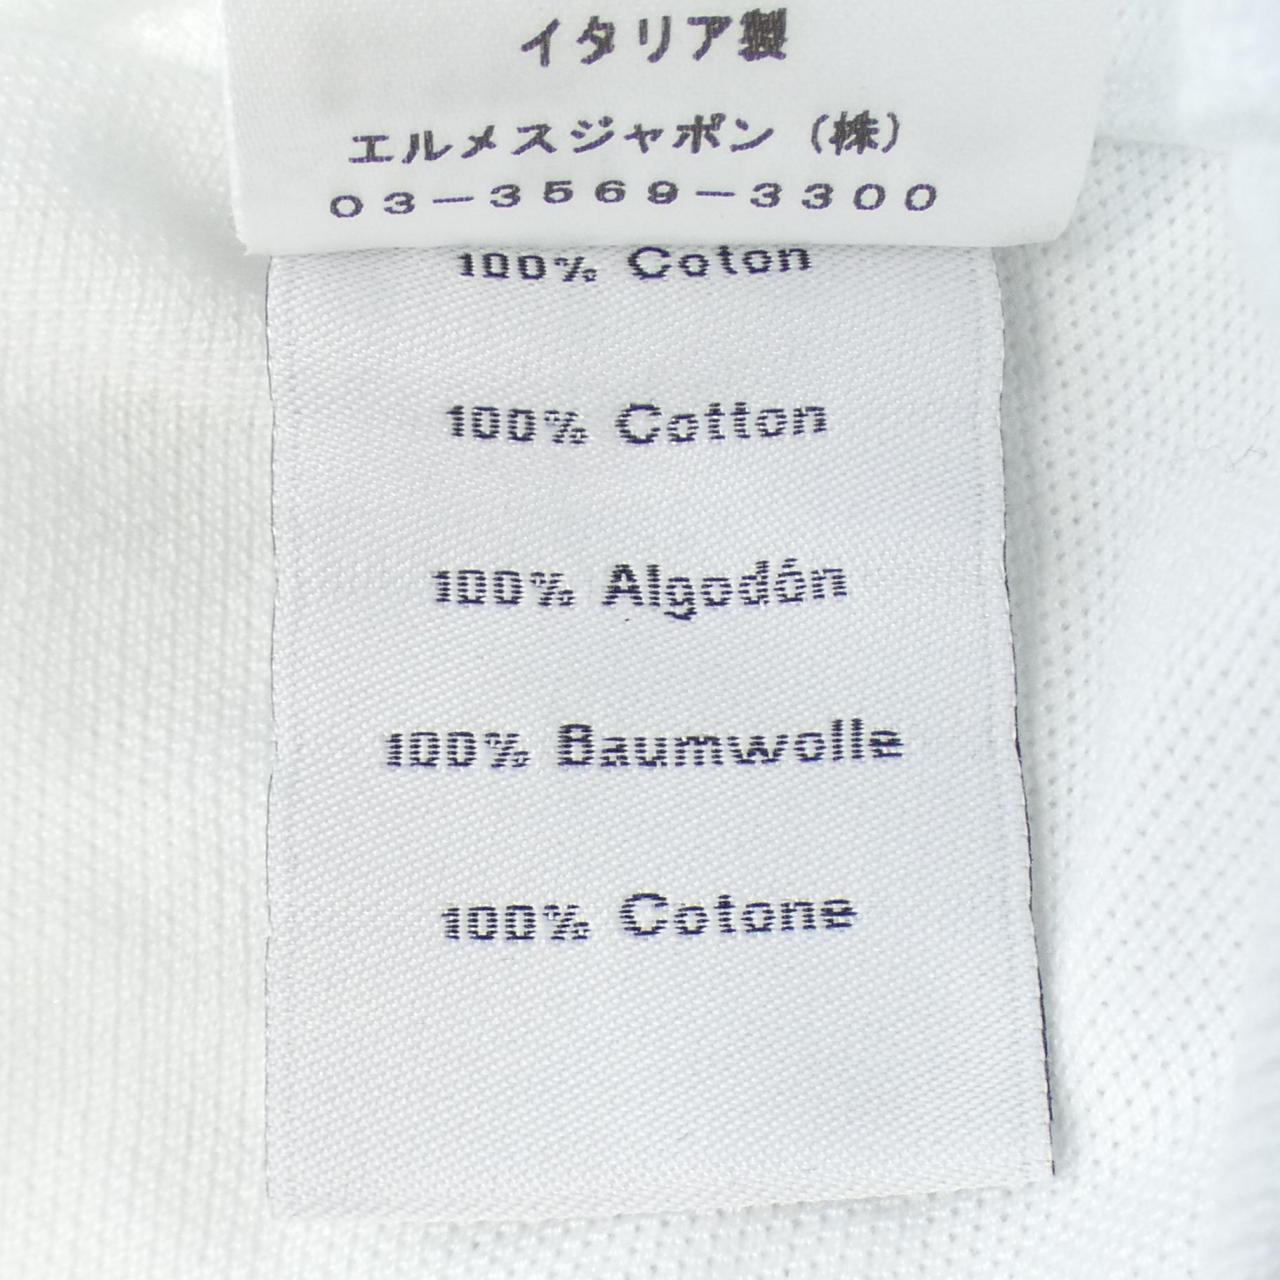 イタリア製
エルメスジャポン（株）
０３－３５６９－３３００
100% Coton
100% Cotton
100% Algodón
100% Baumwolle
100% Cotone